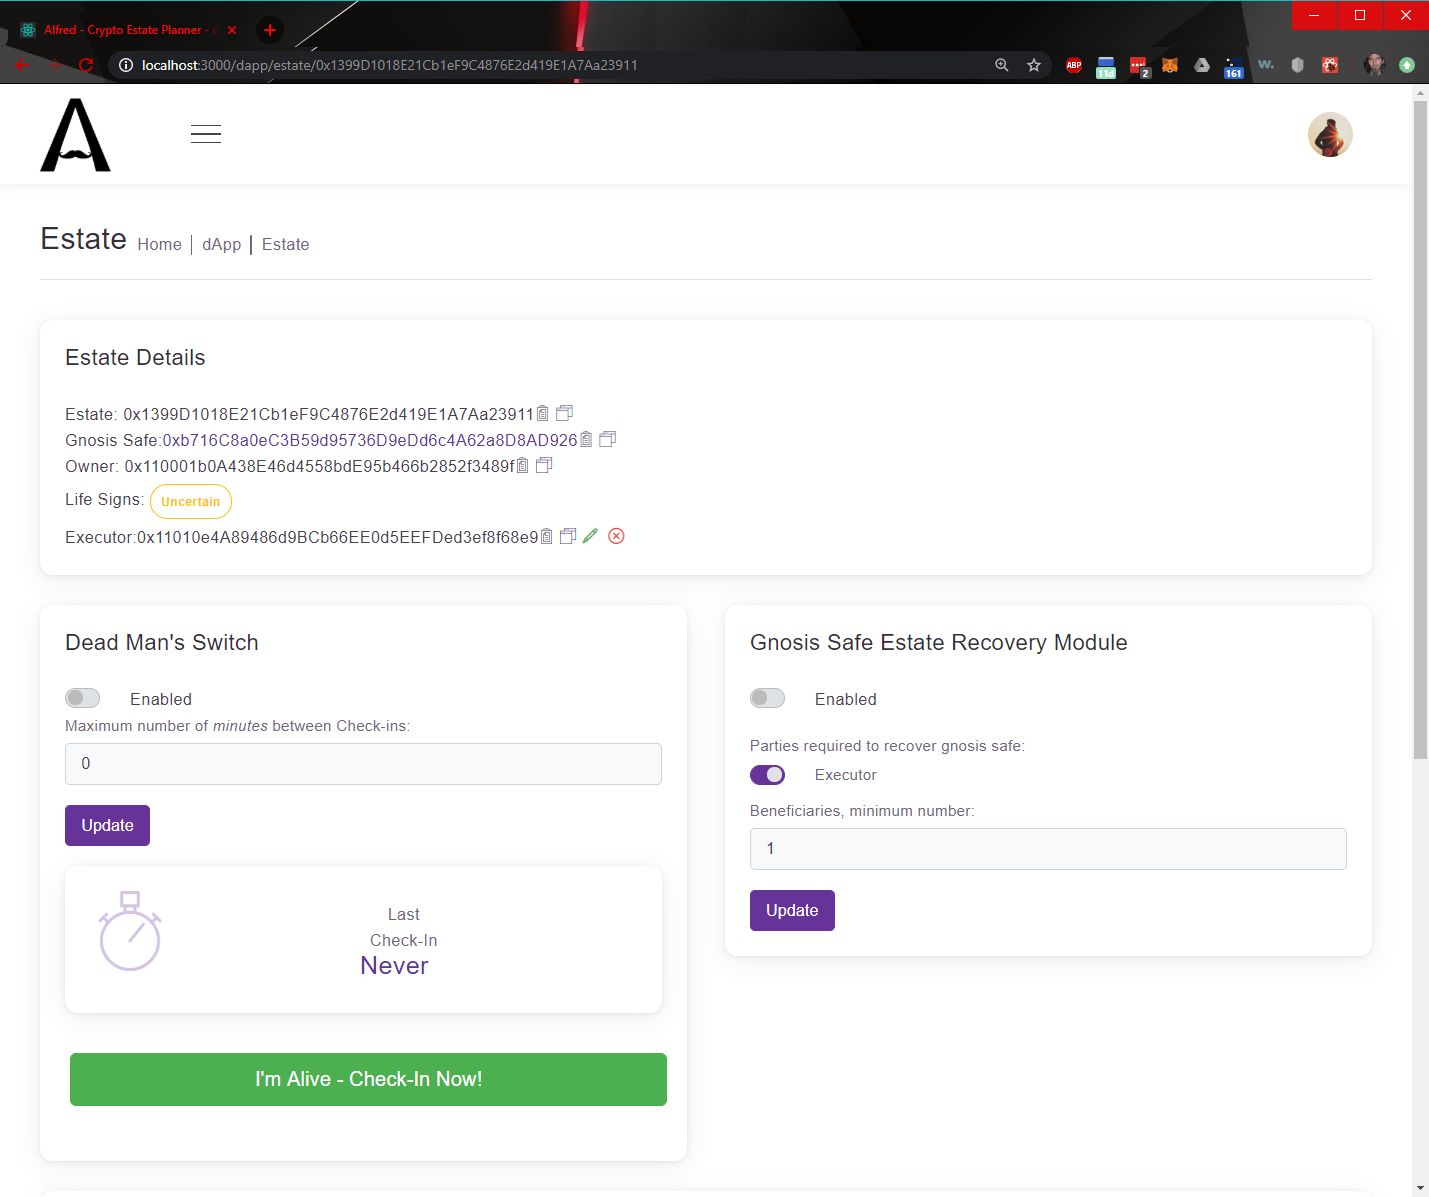 Alfred - Crypto Estate Planner - d
localhost:3000/dapp/estate/0x1399D1018E21Cb1eF9C4876E2d419E1A7Aa23911
ABP
11d
2
161
w.
A
Estate Home | dApp | Estate
Estate Details
Estate: 0x1399D1018E21Cb1eF9C4876E2d419E1A7Aa23911
Gnosis Safe:0xb716C8a0eC3B59d95736D9eDd6c4A62a8D8AD926
Owner: 0x110001b0A438E46d4558bdE95b466b2852f3489f
Life Signs: Uncertain
Executor:0x11010e4A89486d9BCb66EE0d5EEFDed3ef8f68e9
Dead Man's Switch
Enabled
Maximum number of minutes between Check-ins:
0
Update
Last
Check-In
Never
I'm Alive - Check-In Now!
Gnosis Safe Estate Recovery Module
Enabled
Parties required to recover gnosis safe:
Executor
Beneficiaries, minimum number:
1
Update